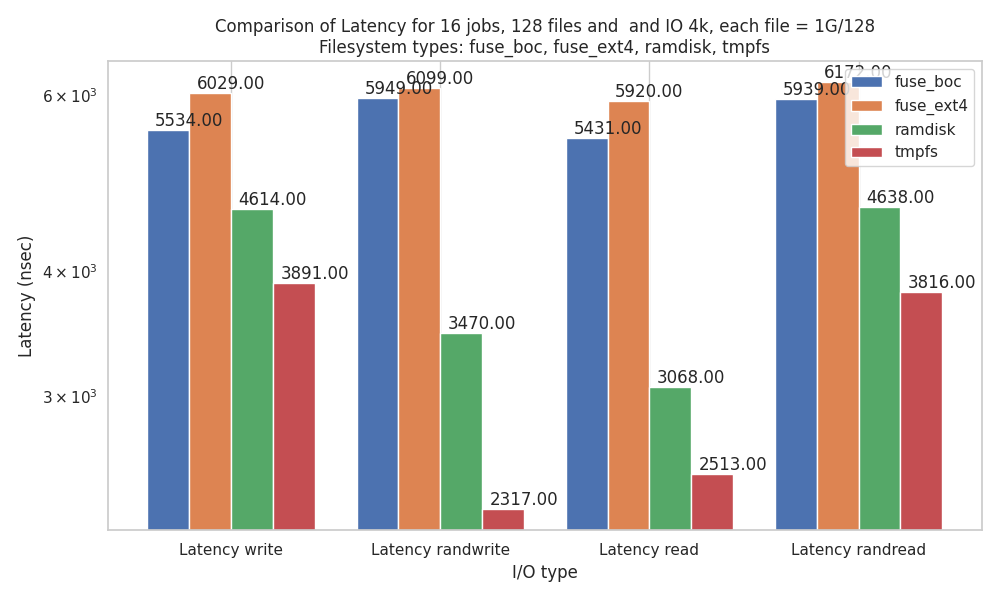 Comparison of Latency for 16 jobs, 128 files and  and IO 4k, each file = 1G/128
Filesystem types: fuse_boc, fuse_ext4, ramdisk, tmpfs
Latency (nsec)
6 × 10³
4 × 10³
3 × 10³
5534.00
6029.00
4614.00
3891.00
5949.00
6099.00
3470.00
2317.00
5431.00
5920.00
3068.00
2513.00
5939.00
6172.00
4638.00
3816.00
fuse_boc
fuse_ext4
ramdisk
tmpfs
Latency write
Latency randwrite
Latency read
Latency randread
I/O type